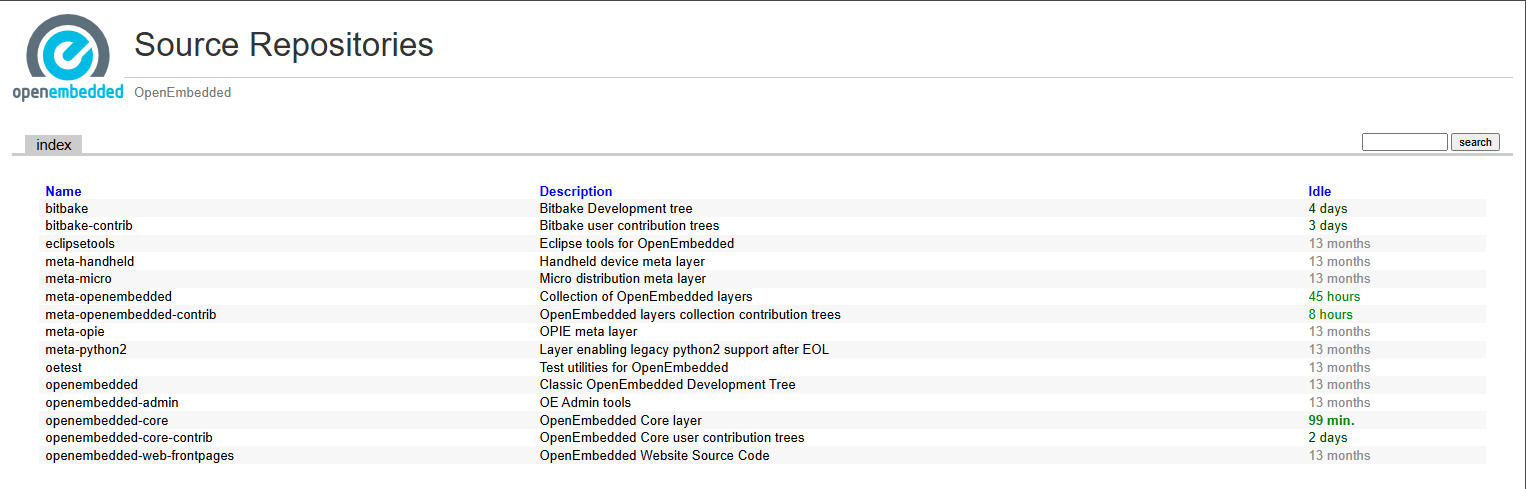 Source Repositories
openembedded
OpenEmbedded
index
search
Name Description Idle
bitbake Bitbake Development tree 4 days
bitbake-contrib Bitbake user contribution trees 3 days
eclipsetools Eclipse tools for OpenEmbedded 13 months
meta-handheld Handheld device meta layer 13 months
meta-micro Micro distribution meta layer 13 months
meta-openembedded Collection of OpenEmbedded layers 45 hours
meta-openembedded-contrib OpenEmbedded layers collection contribution trees 8 hours
meta-opie OPIE meta layer 13 months
meta-python2 Layer enabling legacy python2 support after EOL 13 months
oetest Test utilities for OpenEmbedded 13 months
openembedded Classic OpenEmbedded Development Tree 13 months
openembedded-admin OE Admin tools 13 months
openembedded-core OpenEmbedded Core layer 99 min.
openembedded-core-contrib OpenEmbedded Core user contribution trees 2 days
openembedded-web-frontpages OpenEmbedded Website Source Code 13 months